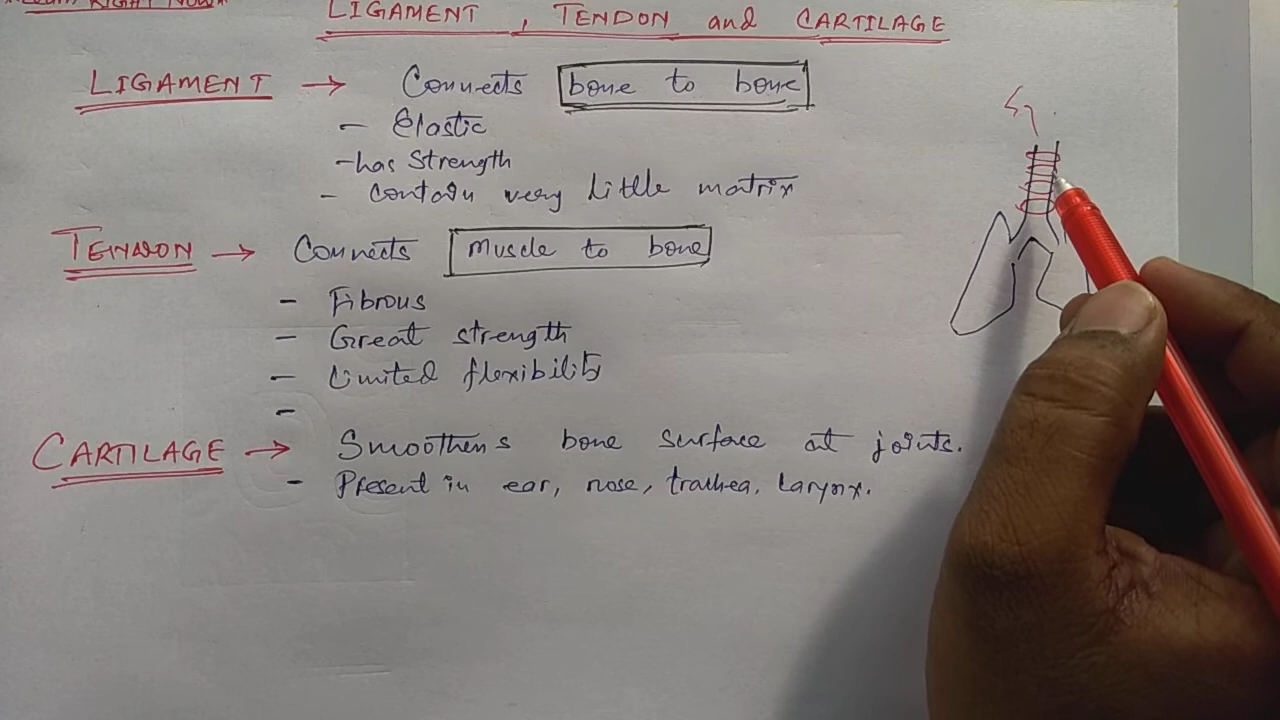 RIGHT NOW
LIGAMENT, TENDON and CARTILAGE
LIGAMENT → Connects bone to bone
- Elastic
- has Strength
- Contain very little matrix
TENDON → Connects Muscle to bone
- Fibrous
- Great strength
- Limited flexibility
-
CARTILAGE → Smoothens bone surface at joints.
- Present in ear, nose, trachea, Larynx.